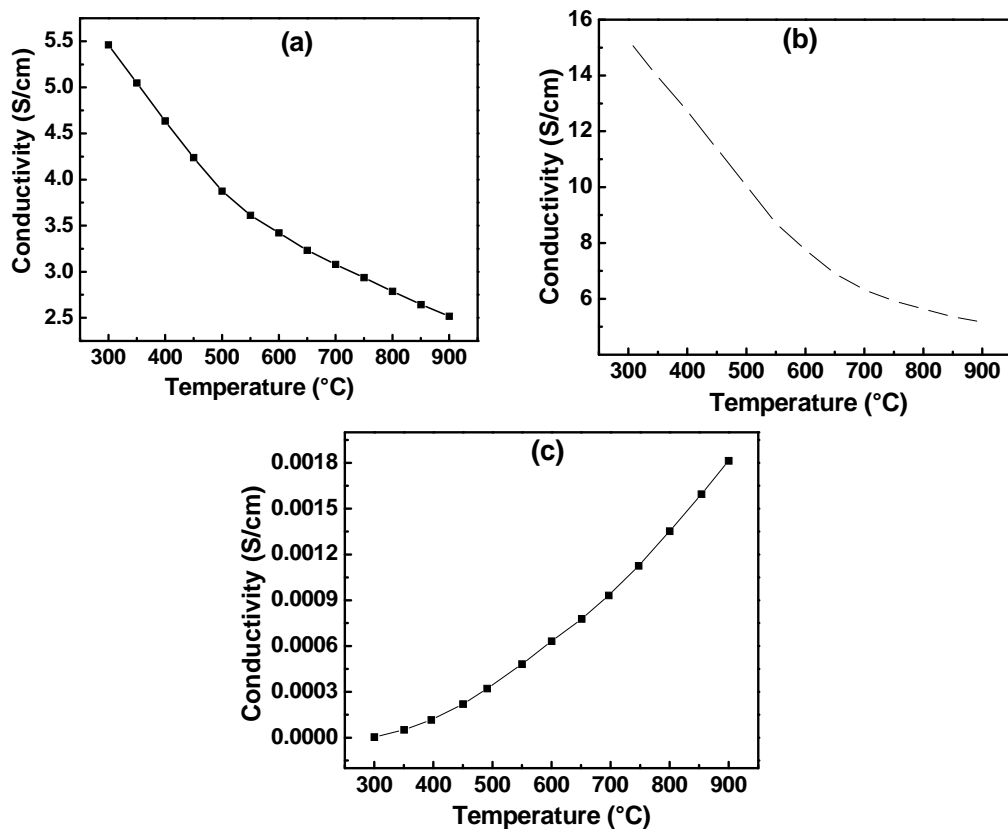 (a)
Conductivity (S/cm)
5.5
5.0
4.5
4.0
3.5
3.0
2.5
300 400 500 600 700 800 900
Temperature (°C)
(b)
Conductivity (S/cm)
16
14
12
10
8
6
4
300 400 500 600 700 800 900
Temperature (°C)
(c)
Conductivity (S/cm)
0.0018
0.0015
0.0012
0.0009
0.0006
0.0003
0.0000
300 400 500 600 700 800 900
Temperature (°C)